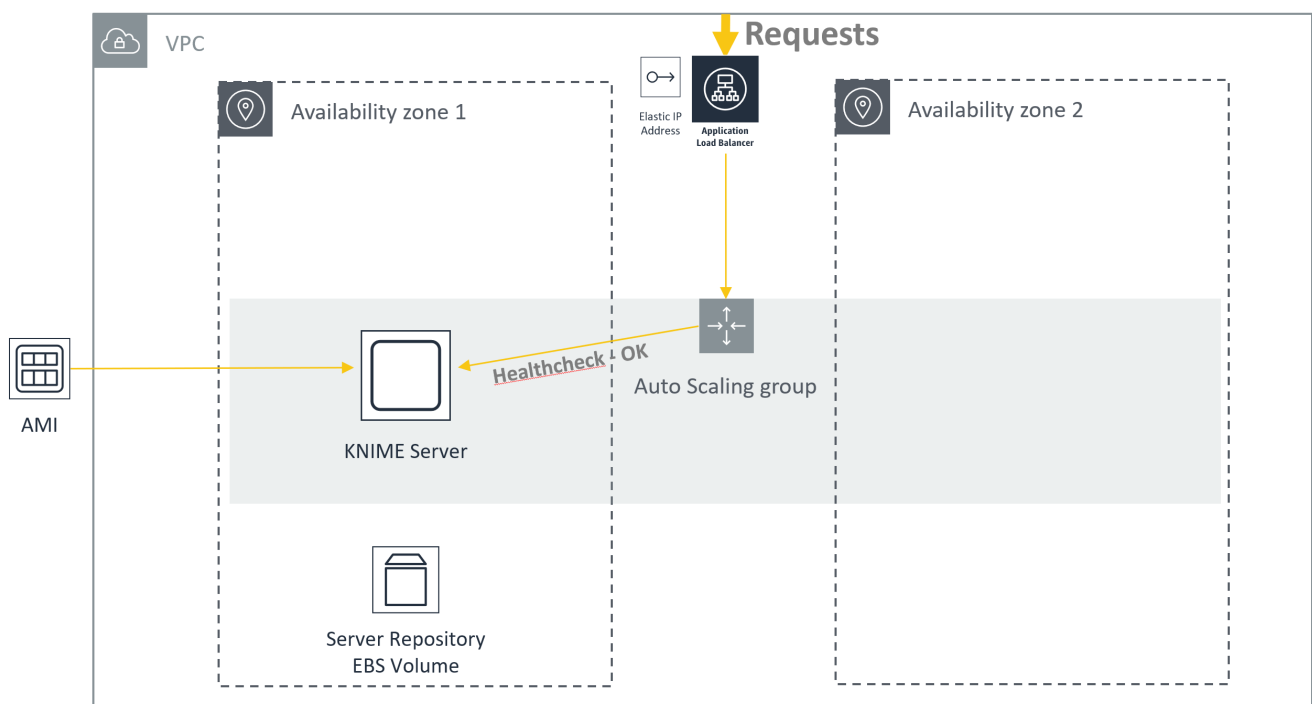 VPC
Requests
Availability zone 1
Elastic IP
Address
Application
Load Balancer
Availability zone 2
Healthcheck - OK
Auto Scaling group
AMI
KNIME Server
Server Repository
EBS Volume